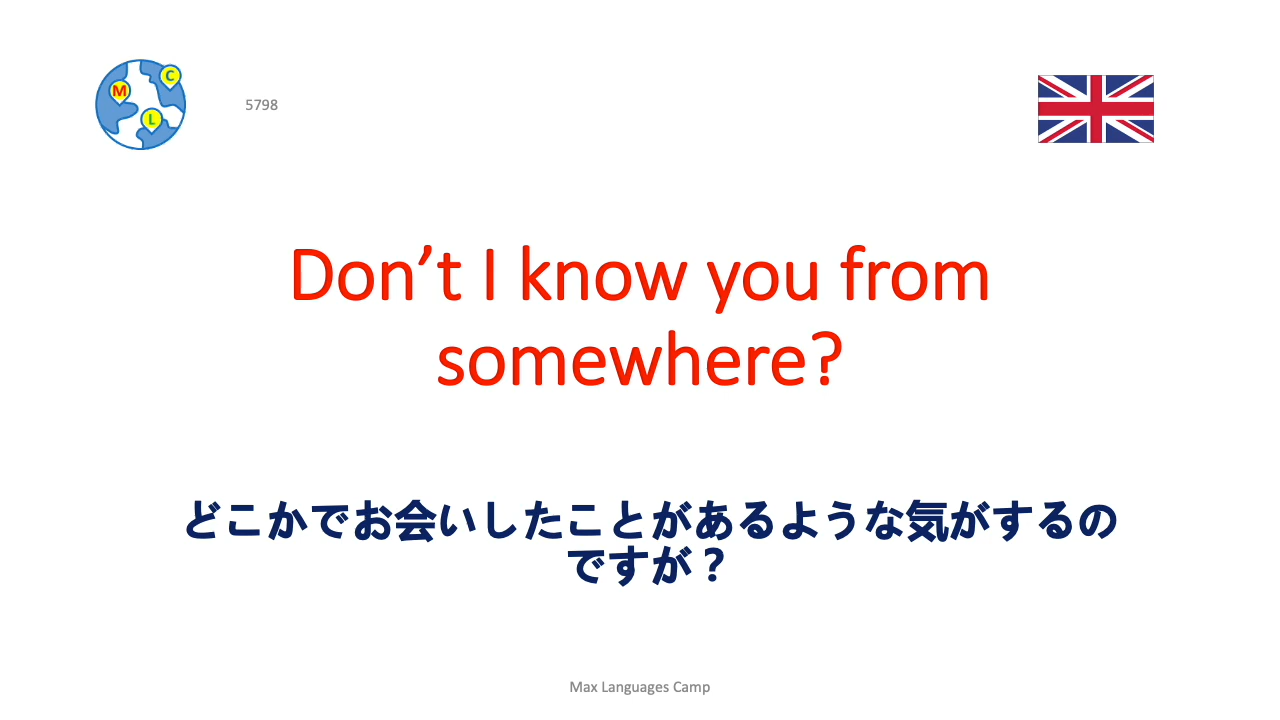 C
M
L
5798
Don’t I know you from
somewhere?
どこかでお会いしたことがあるような気がするの
ですが？
Max Languages Camp